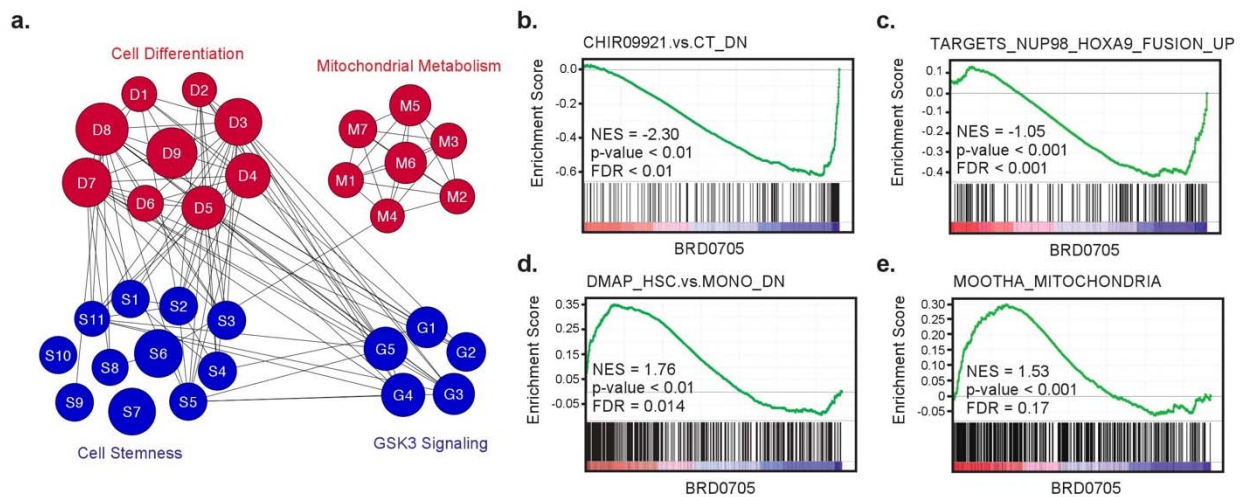 a.
Cell Differentiation
D1
D2
D8
D3
D9
D7
D4
D6
D5
Mitochondrial Metabolism
M5
M7
M3
M6
M1
M2
M4
S1
S2
S11
S3
S10
S6
S8
S4
S9
S7
S5
Cell Stemness
G1
G5
G2
G4
G3
GSK3 Signaling
b.
CHIR09921.vs.CT_DN
Enrichment Score
0.0
-0.2
-0.4
-0.6
NES = -2.30
p-value < 0.01
FDR < 0.01
BRD0705
c.
TARGETS_NUP98_HOXA9_FUSION_UP
Enrichment Score
0.1
0.0
-0.1
-0.2
-0.3
-0.4
NES = -1.05
p-value < 0.001
FDR < 0.001
BRD0705
d.
DMAP_HSC.vs.MONO_DN
Enrichment Score
0.35
0.25
0.15
0.05
-0.05
NES = 1.76
p-value < 0.01
FDR = 0.014
BRD0705
e.
MOOTHA_MITOCHONDRIA
Enrichment Score
0.30
0.25
0.20
0.15
0.10
0.05
0
-0.05
NES = 1.53
p-value < 0.001
FDR = 0.17
BRD0705